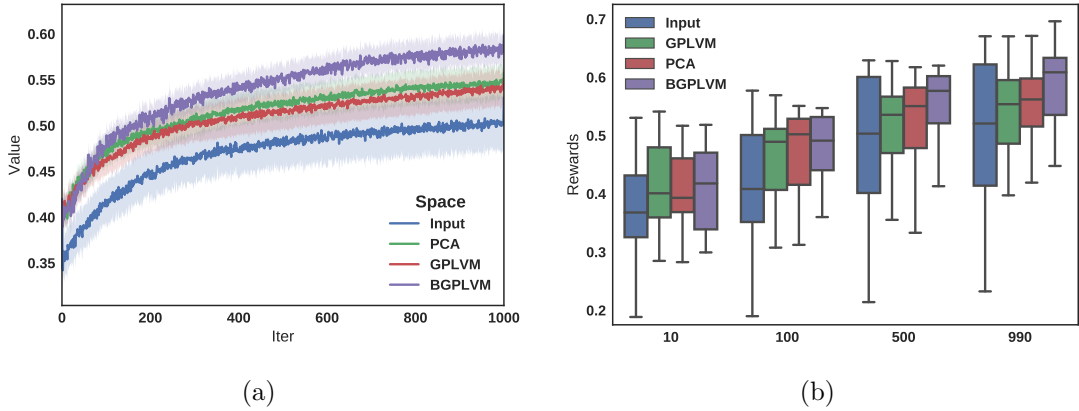 0.60
0.55
0.50
0.45
0.40
0.35
Value
Space
Input
PCA
GPLVM
BGPLVM
0 200 400 600 800 1000
Iter
(a)
0.7
0.6
0.5
0.4
0.3
0.2
Rewards
Input
GPLVM
PCA
BGPLVM
10 100 500 990
(b)